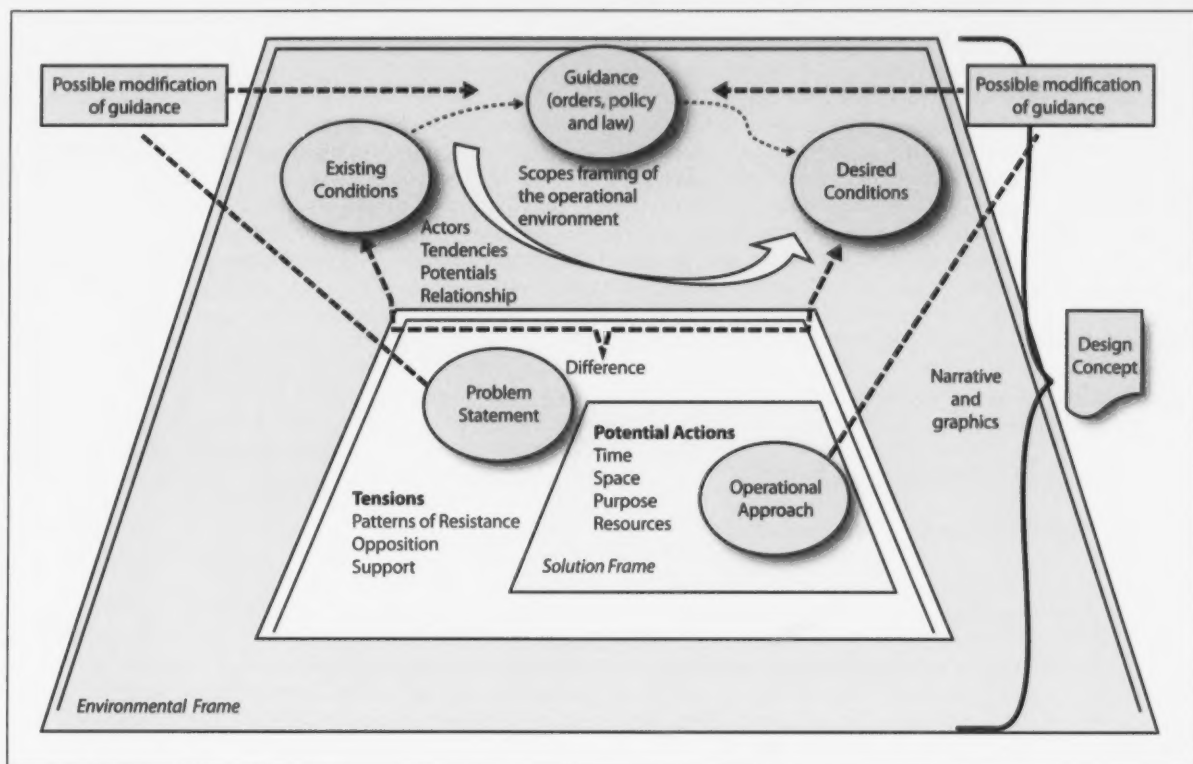 Possible modification
of guidance
Guidance
(orders, policy
and law)
Possible modification
of guidance
Existing
Conditions
Scopes framing of
the operational
environment
Desired
Conditions
Actors
Tendencies
Potentials
Relationship
Difference
Problem
Statement
Narrative
and
graphics
Design
Concept
Potential Actions
Time
Space
Purpose
Resources
Operational
Approach
Tensions
Patterns of Resistance
Opposition
Support
Solution Frame
Environmental Frame